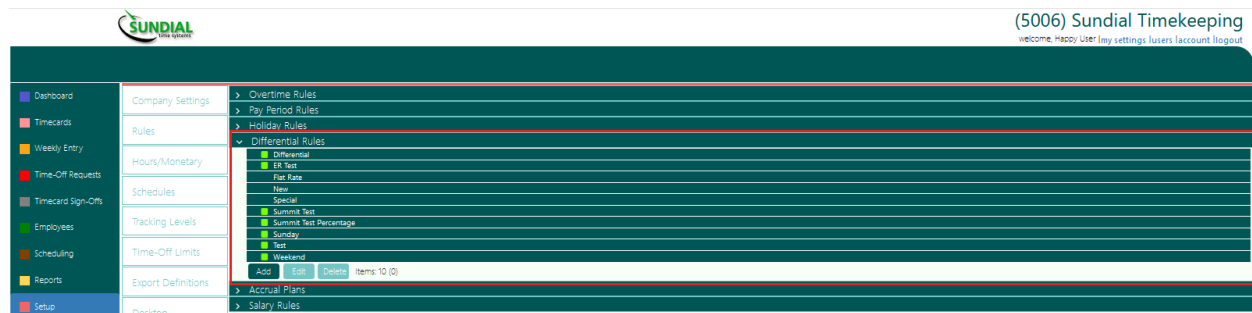 SUNDIAL
time systems
(5006) Sundial Timekeeping
welcome, Happy User |my settings |users |account |logout
Dashboard
Timecards
Weekly Entry
Time-Off Requests
Timecard Sign-Offs
Employees
Scheduling
Reports
Setup
Company Settings
Rules
Hours/Monetary
Schedules
Tracking Levels
Time-Off Limits
Export Definitions
Desktop
> Overtime Rules
> Pay Period Rules
> Holiday Rules
Differential Rules
Differential
ER Test
Flat Rate
New
Special
Summit Test
Summit Test Percentage
Sunday
Test
Weekend
Add Edit Delete Items: 10 (0)
> Accrual Plans
> Salary Rules